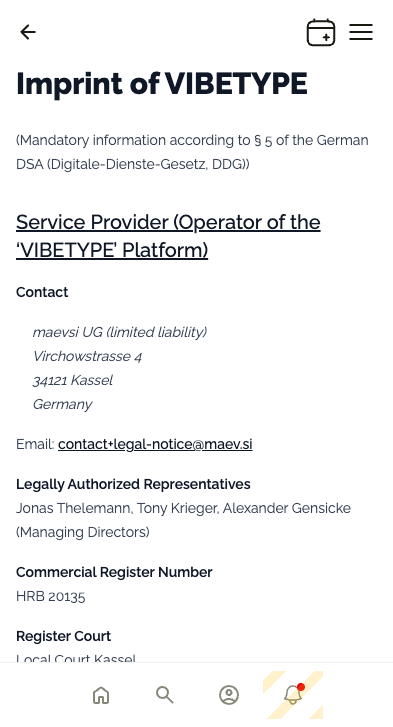 Imprint of VIBETYPE
(Mandatory information according to § 5 of the German
DSA (Digitale-Dienste-Gesetz, DDG))
Service Provider (Operator of the
‘VIBETYPE’ Platform)
Contact
maevsi UG (limited liability)
Virchowstrasse 4
34121 Kassel
Germany
Email: contact+legal-notice@maev.si
Legally Authorized Representatives
Jonas Thelemann, Tony Krieger, Alexander Gensicke
(Managing Directors)
Commercial Register Number
HRB 20135
Register Court
Local Court Kassel